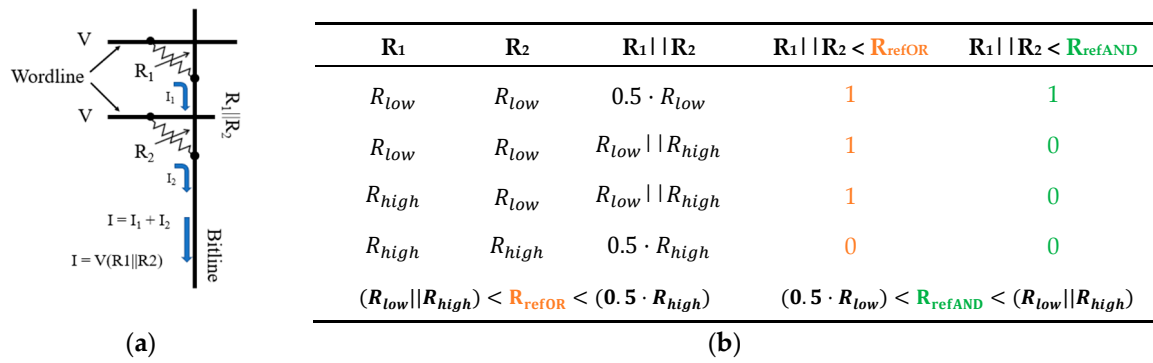 V
Wordline
R1
I1
V
R1||R2
R2
I2
I = I1 + I2
I = V(R1||R2)
Bitline
(a)
R1 R2 R1||R2 R1||R2 < RrefOR R1||R2 < RrefAND
Rlow Rlow 0.5 · Rlow 1 1
Rlow Rlow Rlow||Rhigh 1 0
Rhigh Rlow Rlow||Rhigh 1 0
Rhigh Rhigh 0.5 · Rhigh 0 0
(Rlow||Rhigh) < RrefOR < (0.5 · Rhigh) (0.5 · Rlow) < RrefAND < (Rlow||Rhigh)
(b)